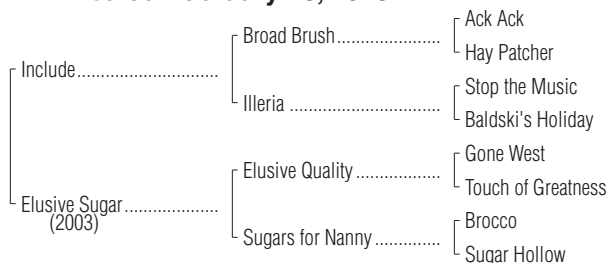 Broad Brush
Ack Ack
Hay Patcher
Include
Illeria
Stop the Music
Baldski's Holiday
Elusive Quality
Gone West
Touch of Greatness
Elusive Sugar
(2003)
Sugars for Nanny
Brocco
Sugar Hollow